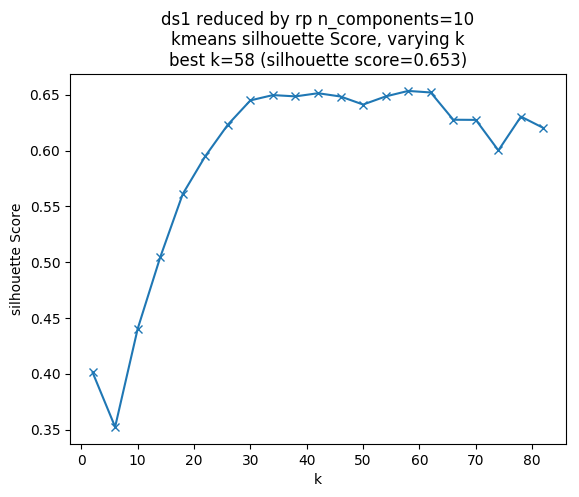 ds1 reduced by rp n_components=10
kmeans silhouette Score, varying k
best k=58 (silhouette score=0.653)
silhouette Score
0.65
0.60
0.55
0.50
0.45
0.40
0.35
0 10 20 30 40 50 60 70 80
k